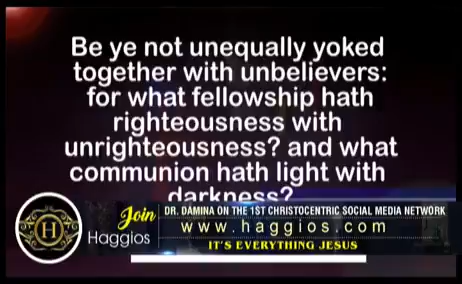 Be ye not unequally yoked
together with unbelievers:
for what fellowship hath
righteousness with
unrighteousness? and what
communion hath light with
darkness?
H
Join
Haggios
DR. DAMINA ON THE 1ST CHRISTOCENTRIC SOCIAL MEDIA NETWORK
www.haggios.com
IT'S EVERYTHING JESUS